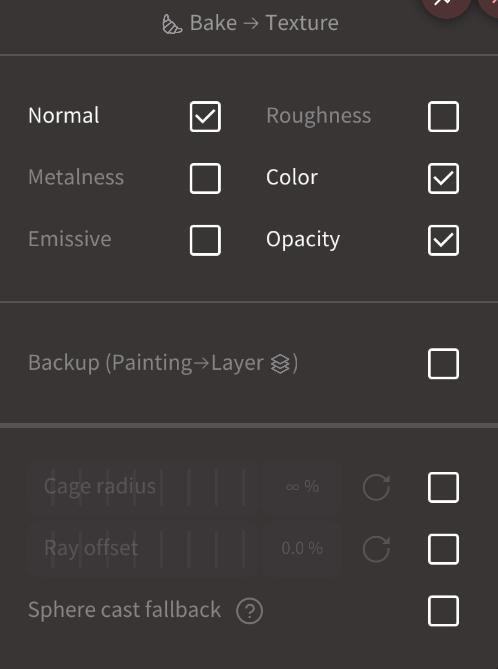 Bake → Texture
Normal Roughness
Metalness Color
Emissive Opacity
Backup (Painting→Layer )
Cage radius ∞ %
Ray offset 0.0 %
Sphere cast fallback ?